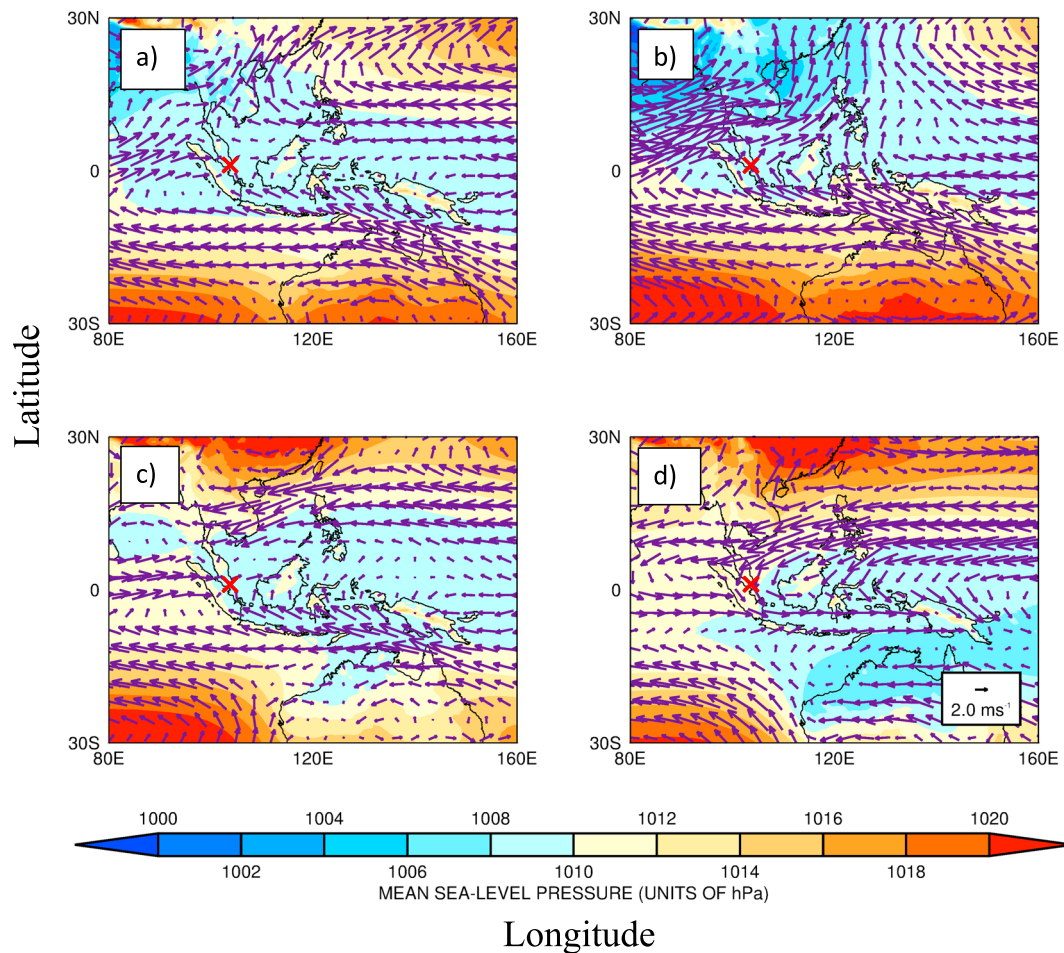 30N
a)
0
30S
80E 120E 160E
30N
b)
0
30S
80E 120E 160E
Latitude
30N
c)
0
30S
80E 120E 160E
30N
d)
0
2.0 ms-1
30S
80E 120E 160E
1000 1004 1008 1012 1016 1020
1002 1006 1010 1014 1018
MEAN SEA-LEVEL PRESSURE (UNITS OF hPa)
Longitude